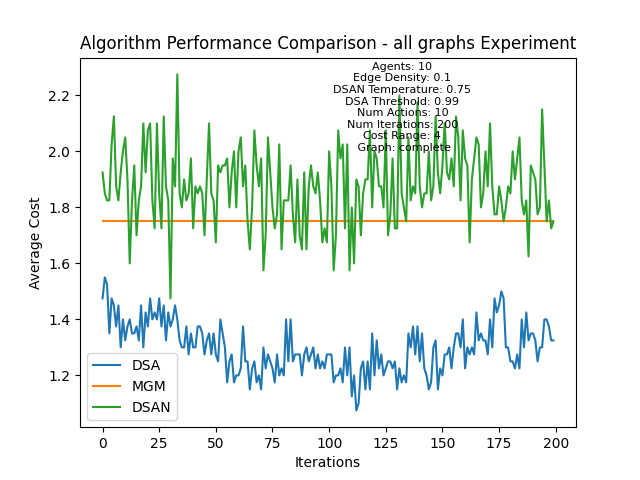 Algorithm Performance Comparison - all graphs Experiment
Agents: 10
Edge Density: 0.1
DSAN Temperature: 0.75
DSA Threshold: 0.99
Num Actions: 10
Num Iterations: 200
Cost Range: 4
Graph: complete
Average Cost
2.2
2.0
1.8
1.6
1.4
1.2
DSA
MGM
DSAN
0 25 50 75 100 125 150 175 200
Iterations